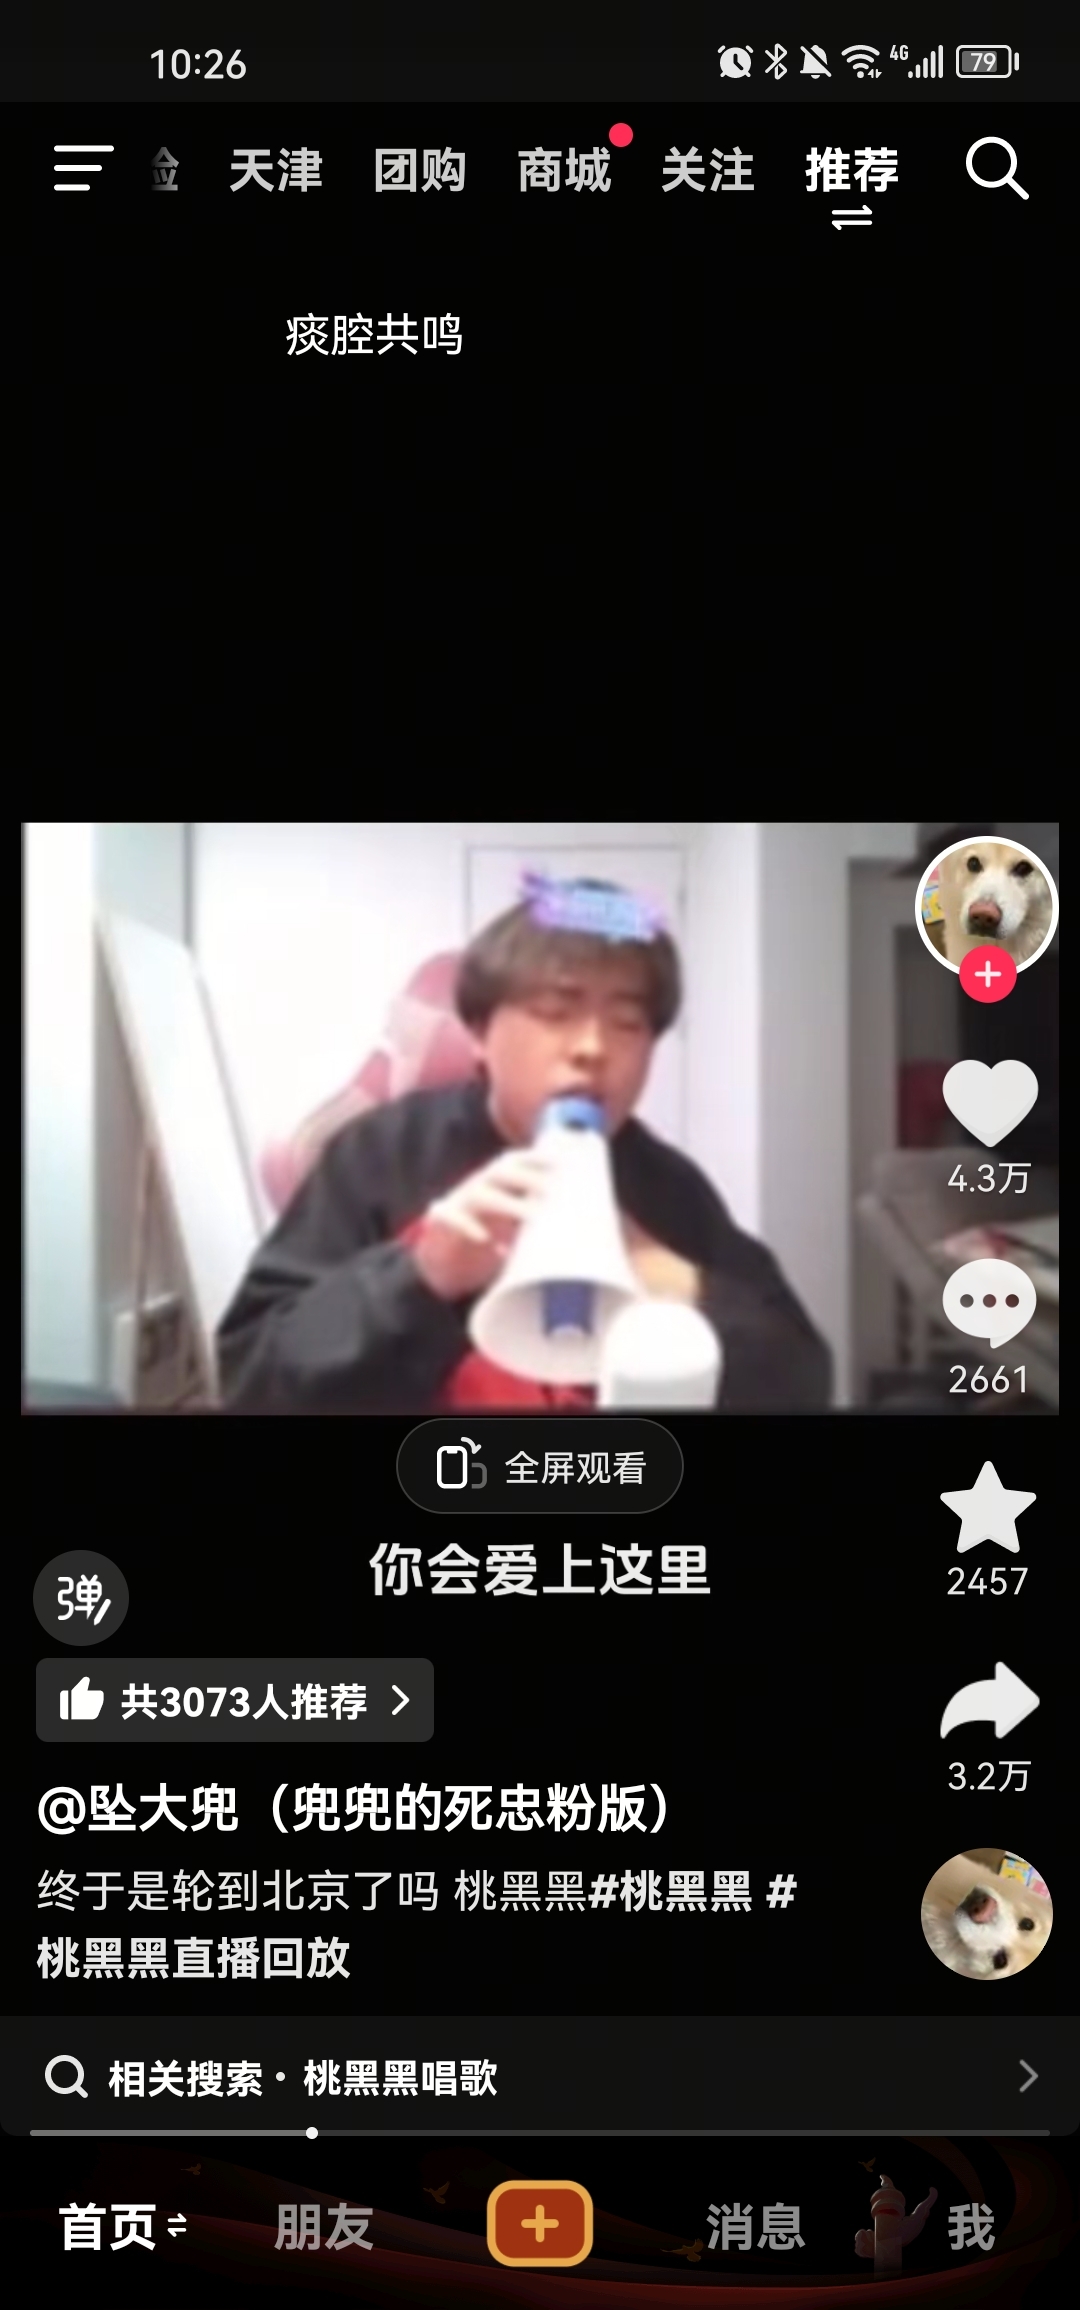 10:26
4G
79
天津 团购 商城 关注 推荐
痰腔共鸣
4.3万
2661
全屏观看
2457
你会爱上这里
弹
共3073人推荐
3.2万
@坠大兜（兜兜的死忠粉版）
终于是轮到北京了吗 桃黑黑#桃黑黑 #
桃黑黑直播回放
相关搜索 · 桃黑黑唱歌
首页 朋友 消息 我